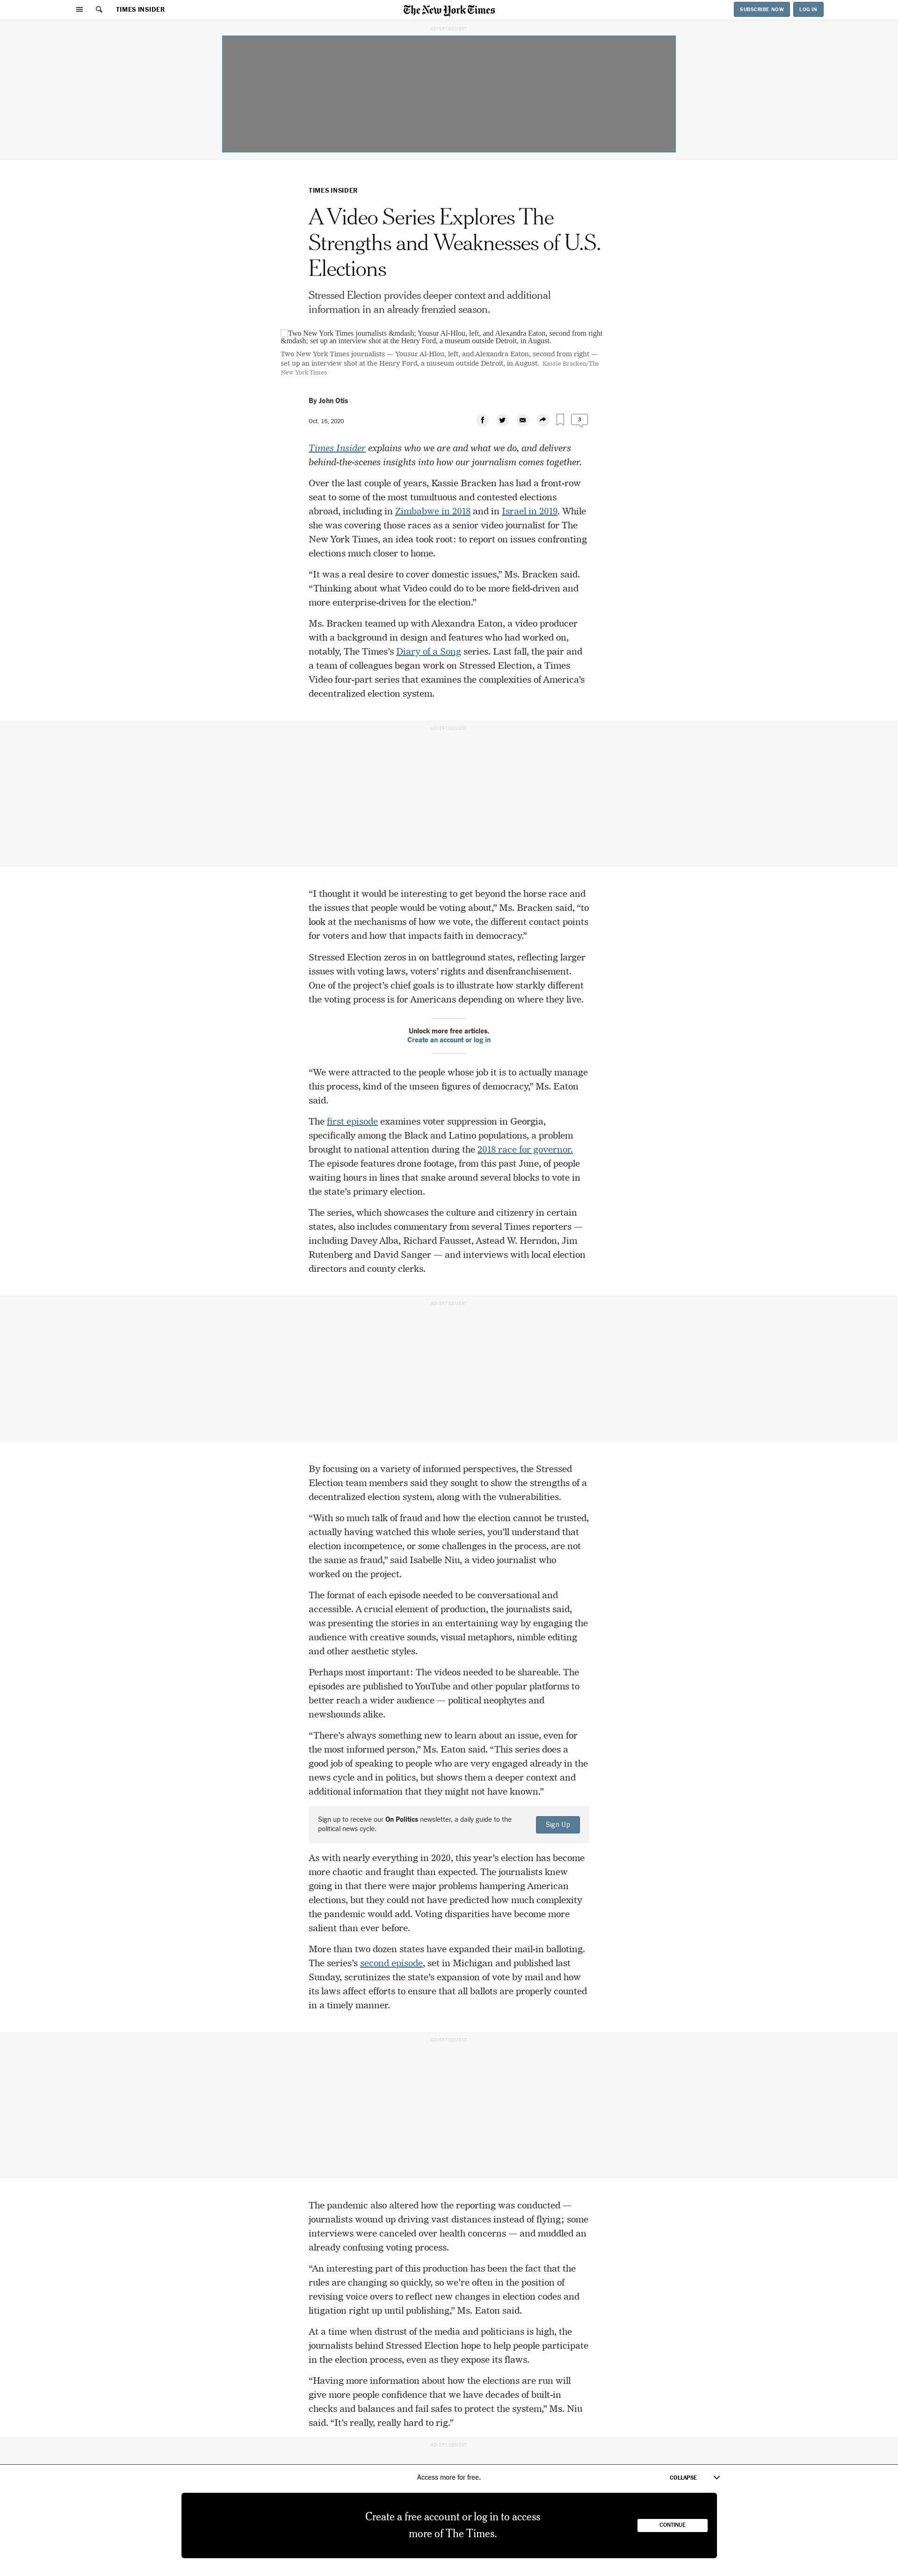 TIMES INSIDER
The New York Times
SUBSCRIBE NOW
LOG IN
ADVERTISEMENT
TIMES INSIDER
A Video Series Explores The
Strengths and Weaknesses of U.S.
Elections
Stressed Election provides deeper context and additional
information in an already frenzied season.
Two New York Times journalists &mdash; Yousur Al-Hlou, left, and Alexandra Eaton, second from right
&mdash; set up an interview shot at the Henry Ford, a museum outside Detroit, in August.
Two New York Times journalists — Yousur Al-Hlou, left, and Alexandra Eaton, second from right —
set up an interview shot at the Henry Ford, a museum outside Detroit, in August. Kassie Bracken/The
New York Times
By John Otis
Oct. 16, 2020
3
Times Insider explains who we are and what we do, and delivers
behind-the-scenes insights into how our journalism comes together.
Over the last couple of years, Kassie Bracken has had a front-row
seat to some of the most tumultuous and contested elections
abroad, including in Zimbabwe in 2018 and in Israel in 2019. While
she was covering those races as a senior video journalist for The
New York Times, an idea took root: to report on issues confronting
elections much closer to home.
“It was a real desire to cover domestic issues,” Ms. Bracken said.
“Thinking about what Video could do to be more field-driven and
more enterprise-driven for the election.”
Ms. Bracken teamed up with Alexandra Eaton, a video producer
with a background in design and features who had worked on,
notably, The Times’s Diary of a Song series. Last fall, the pair and
a team of colleagues began work on Stressed Election, a Times
Video four-part series that examines the complexities of America’s
decentralized election system.
ADVERTISEMENT
“I thought it would be interesting to get beyond the horse race and
the issues that people would be voting about,” Ms. Bracken said, “to
look at the mechanisms of how we vote, the different contact points
for voters and how that impacts faith in democracy.”
Stressed Election zeros in on battleground states, reflecting larger
issues with voting laws, voters’ rights and disenfranchisement.
One of the project’s chief goals is to illustrate how starkly different
the voting process is for Americans depending on where they live.
Unlock more free articles.
Create an account or log in
“We were attracted to the people whose job it is to actually manage
this process, kind of the unseen figures of democracy,” Ms. Eaton
said.
The first episode examines voter suppression in Georgia,
specifically among the Black and Latino populations, a problem
brought to national attention during the 2018 race for governor.
The episode features drone footage, from this past June, of people
waiting hours in lines that snake around several blocks to vote in
the state’s primary election.
The series, which showcases the culture and citizenry in certain
states, also includes commentary from several Times reporters —
including Davey Alba, Richard Fausset, Astead W. Herndon, Jim
Rutenberg and David Sanger — and interviews with local election
directors and county clerks.
ADVERTISEMENT
By focusing on a variety of informed perspectives, the Stressed
Election team members said they sought to show the strengths of a
decentralized election system, along with the vulnerabilities.
“With so much talk of fraud and how the election cannot be trusted,
actually having watched this whole series, you’ll understand that
election incompetence, or some challenges in the process, are not
the same as fraud,” said Isabelle Niu, a video journalist who
worked on the project.
The format of each episode needed to be conversational and
accessible. A crucial element of production, the journalists said,
was presenting the stories in an entertaining way by engaging the
audience with creative sounds, visual metaphors, nimble editing
and other aesthetic styles.
Perhaps most important: The videos needed to be shareable. The
episodes are published to YouTube and other popular platforms to
better reach a wider audience — political neophytes and
newshounds alike.
“There’s always something new to learn about an issue, even for
the most informed person,” Ms. Eaton said. “This series does a
good job of speaking to people who are very engaged already in the
news cycle and in politics, but shows them a deeper context and
additional information that they might not have known.”
Sign up to receive our On Politics newsletter, a daily guide to the
political news cycle.
Sign Up
As with nearly everything in 2020, this year’s election has become
more chaotic and fraught than expected. The journalists knew
going in that there were major problems hampering American
elections, but they could not have predicted how much complexity
the pandemic would add. Voting disparities have become more
salient than ever before.
More than two dozen states have expanded their mail-in balloting.
The series’s second episode, set in Michigan and published last
Sunday, scrutinizes the state’s expansion of vote by mail and how
its laws affect efforts to ensure that all ballots are properly counted
in a timely manner.
ADVERTISEMENT
The pandemic also altered how the reporting was conducted —
journalists wound up driving vast distances instead of flying; some
interviews were canceled over health concerns — and muddled an
already confusing voting process.
“An interesting part of this production has been the fact that the
rules are changing so quickly, so we’re often in the position of
revising voice overs to reflect new changes in election codes and
litigation right up until publishing,” Ms. Eaton said.
At a time when distrust of the media and politicians is high, the
journalists behind Stressed Election hope to help people participate
in the election process, even as they expose its flaws.
“Having more information about how the elections are run will
give more people confidence that we have decades of built-in
checks and balances and fail safes to protect the system,” Ms. Niu
said. “It’s really, really hard to rig.”
ADVERTISEMENT
Access more for free.
COLLAPSE
Create a free account or log in to access
more of The Times.
CONTINUE